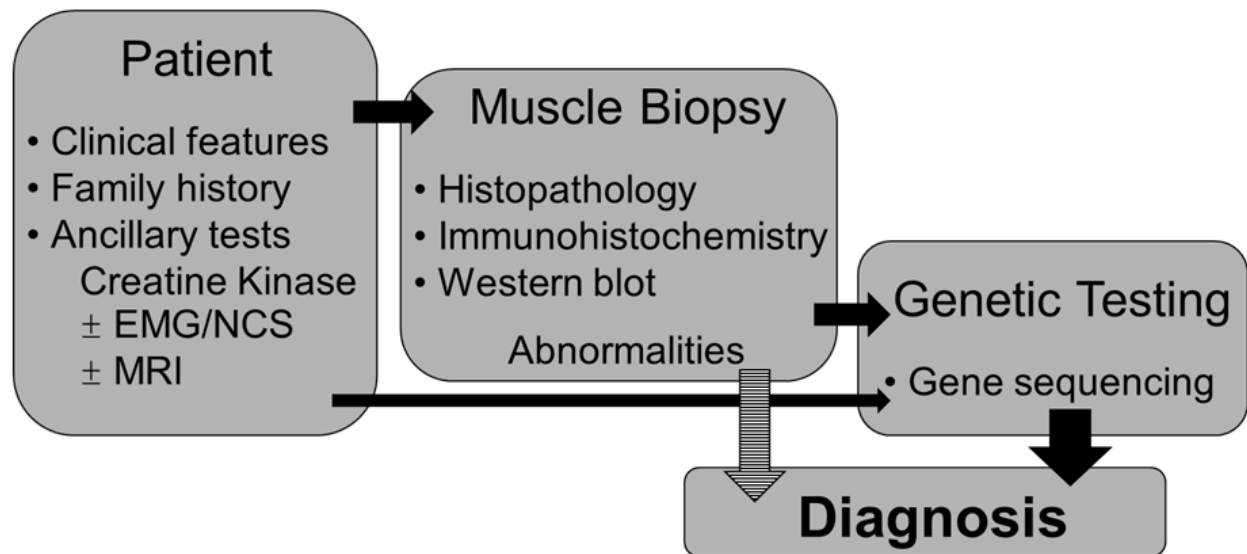 Patient
• Clinical features
• Family history
• Ancillary tests
Creatine Kinase
± EMG/NCS
± MRI
Muscle Biopsy
• Histopathology
• Immunohistochemistry
• Western blot
Abnormalities
Genetic Testing
• Gene sequencing
Diagnosis